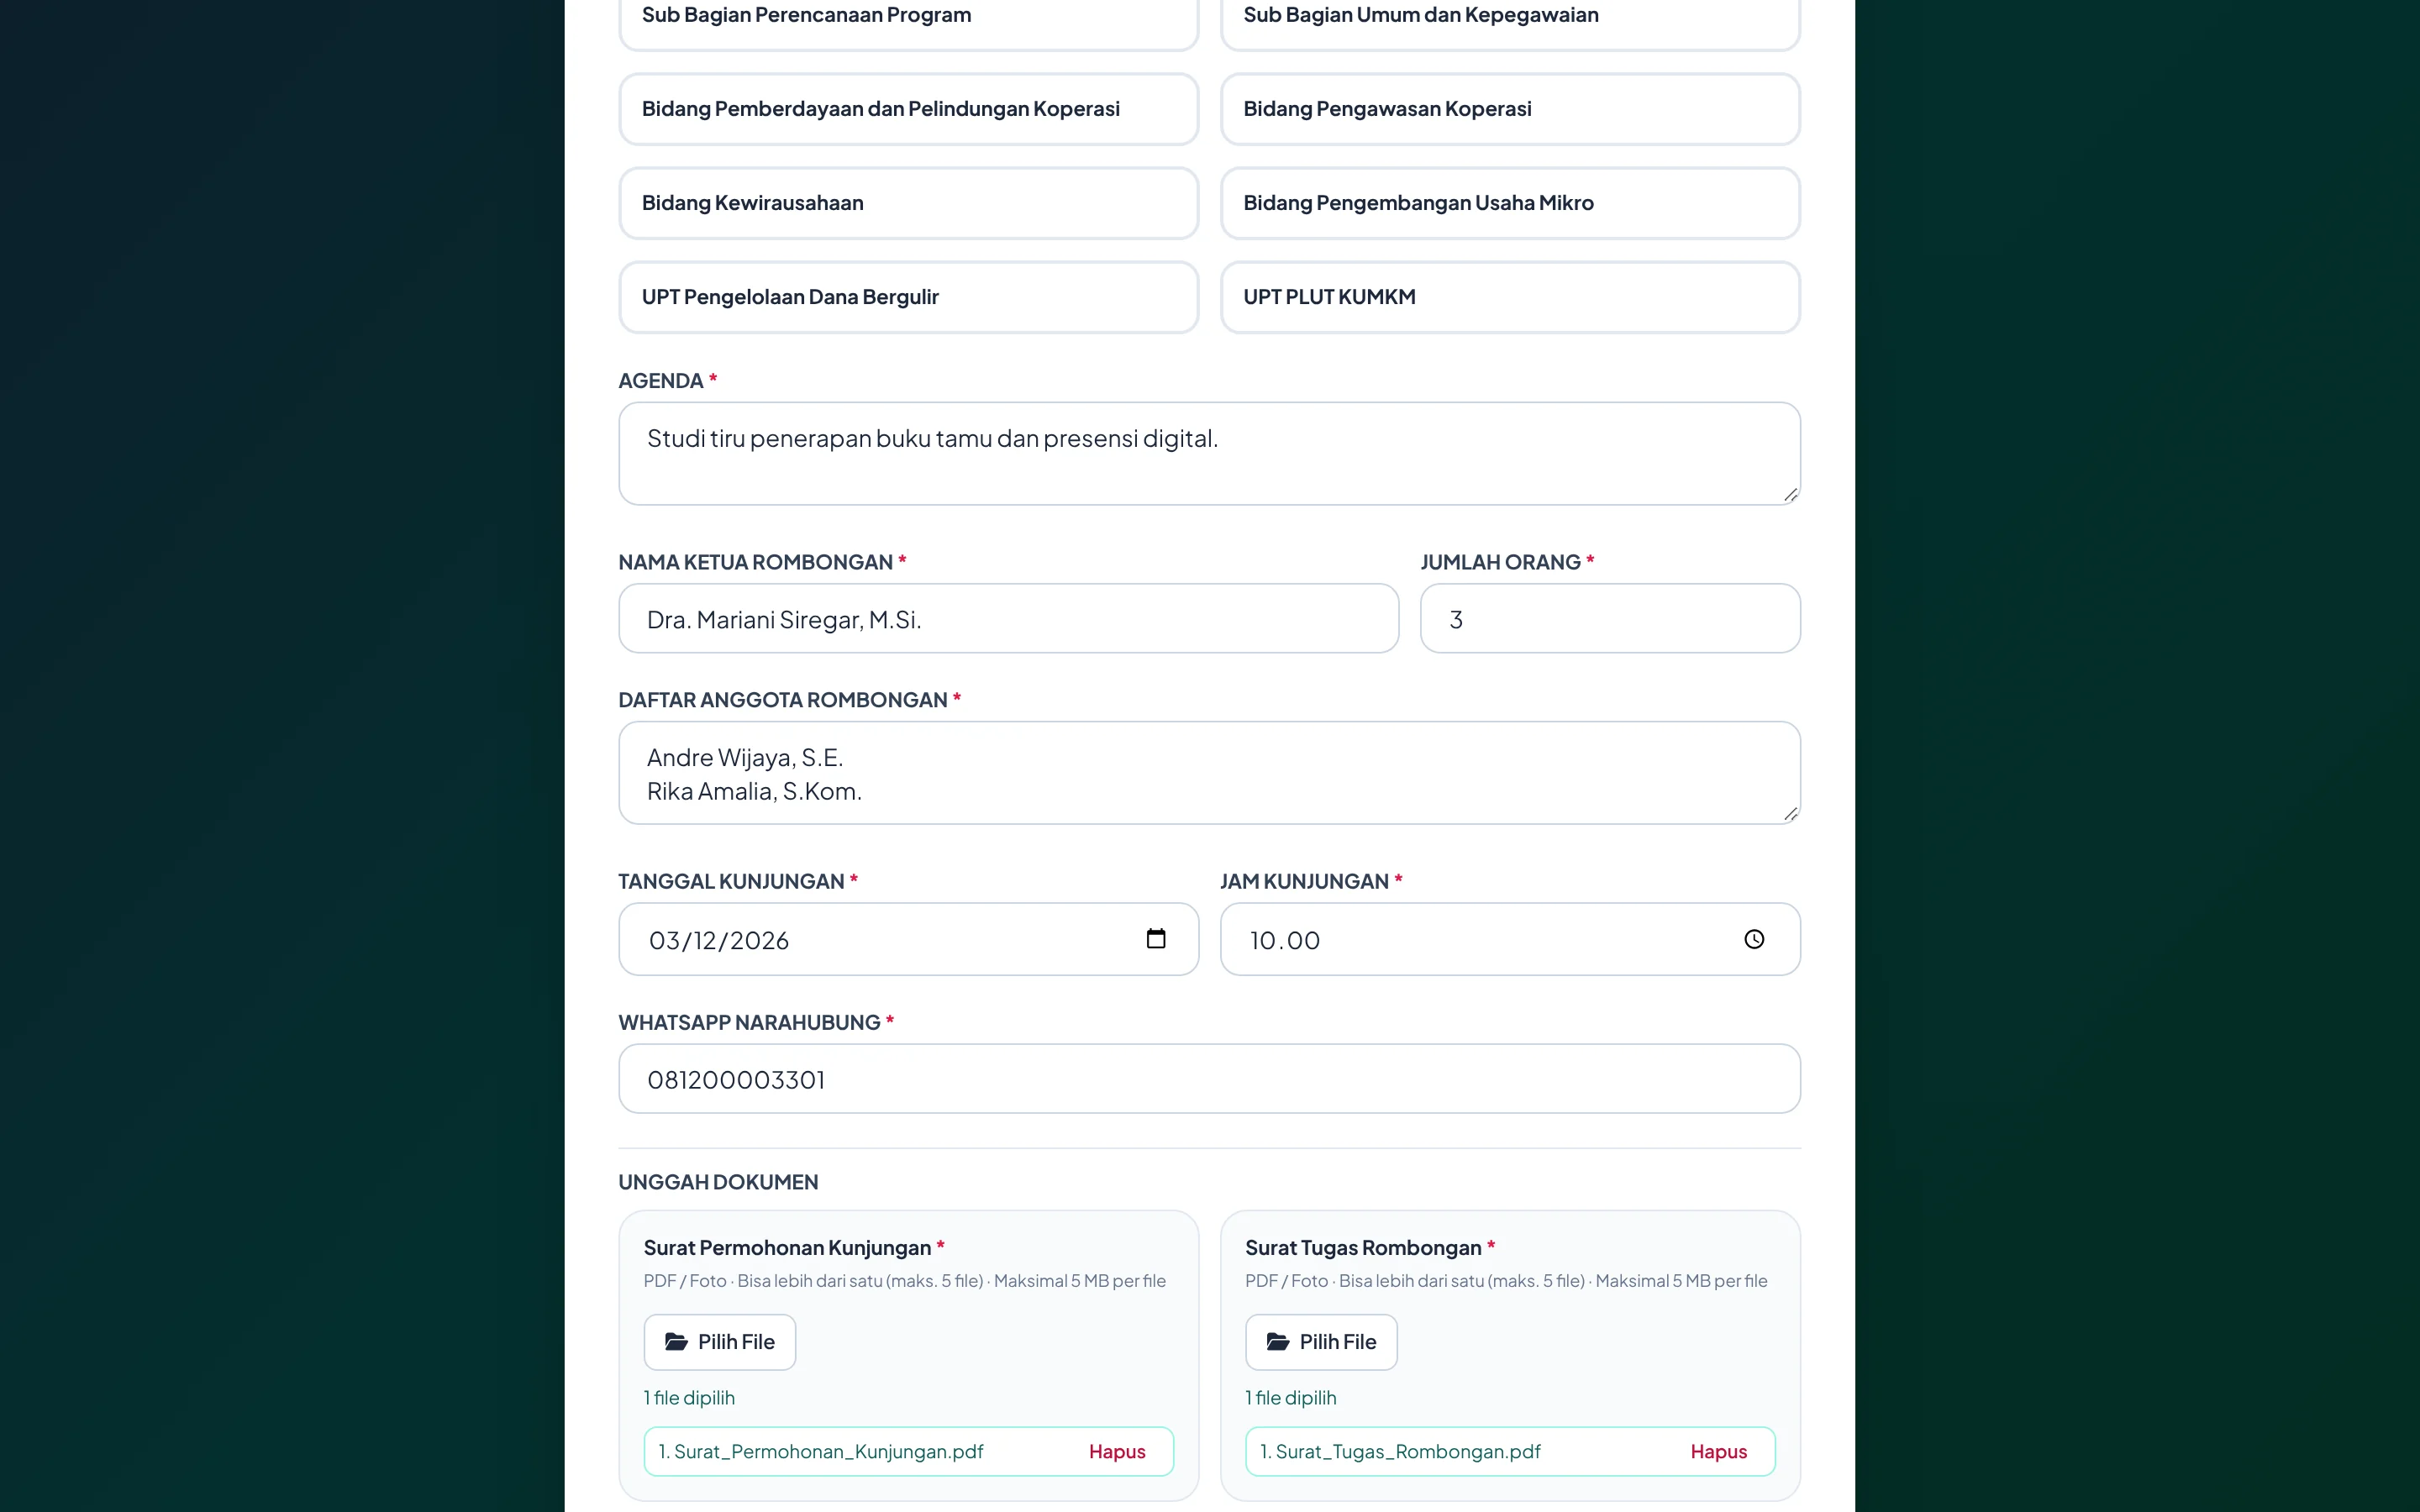 Sub Bagian Perencanaan Program
Sub Bagian Umum dan Kepegawaian
Bidang Pemberdayaan dan Pelindungan Koperasi
Bidang Pengawasan Koperasi
Bidang Kewirausahaan
Bidang Pengembangan Usaha Mikro
UPT Pengelolaan Dana Bergulir
UPT PLUT KUMKM
AGENDA *
Studi tiru penerapan buku tamu dan presensi digital.
NAMA KETUA ROMBONGAN *
JUMLAH ORANG *
Dra. Mariani Siregar, M.Si.
3
DAFTAR ANGGOTA ROMBONGAN *
Andre Wijaya, S.E.
Rika Amalia, S.Kom.
TANGGAL KUNJUNGAN *
JAM KUNJUNGAN *
03/12/2026
10.00
WHATSAPP NARAHUBUNG *
081200003301
UNGGAH DOKUMEN
Surat Permohonan Kunjungan *
PDF / Foto · Bisa lebih dari satu (maks. 5 file) · Maksimal 5 MB per file
Pilih File
1 file dipilih
1. Surat_Permohonan_Kunjungan.pdf
Hapus
Surat Tugas Rombongan *
PDF / Foto · Bisa lebih dari satu (maks. 5 file) · Maksimal 5 MB per file
Pilih File
1 file dipilih
1. Surat_Tugas_Rombongan.pdf
Hapus